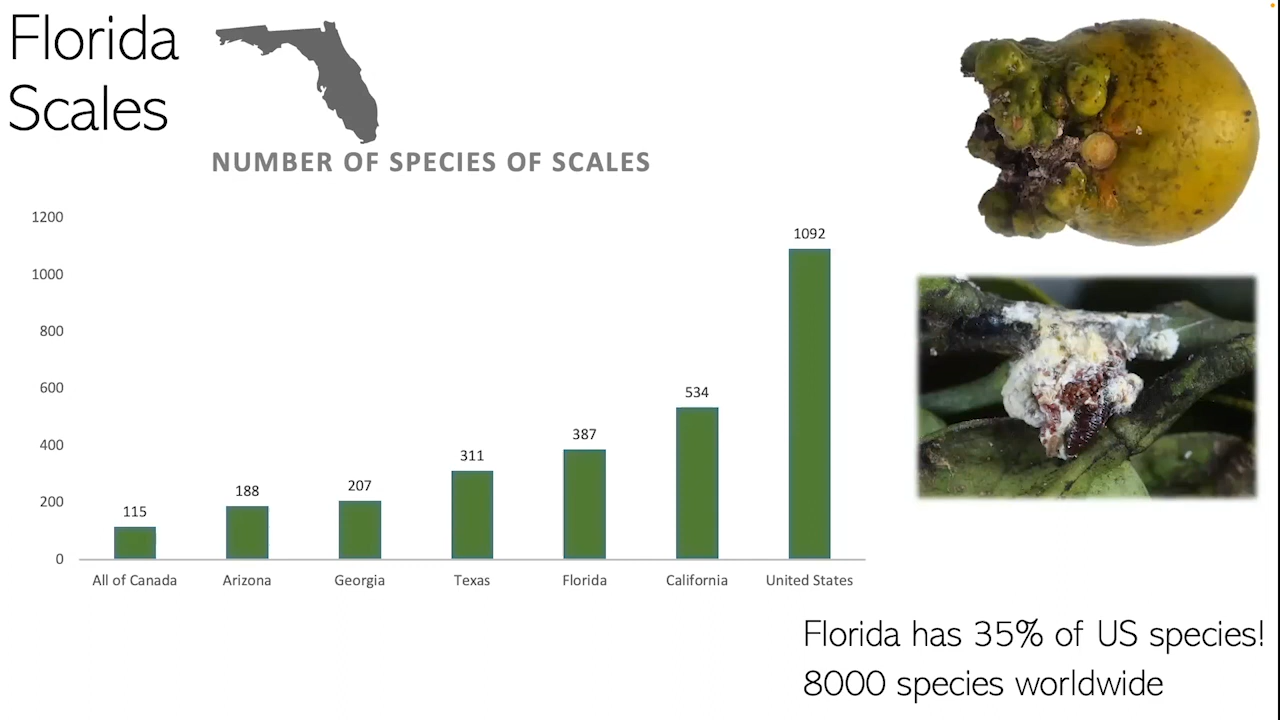 Florida
Scales
NUMBER OF SPECIES OF SCALES
1200
1000
800
600
400
200
0
115
188
207
311
387
534
1092
All of Canada
Arizona
Georgia
Texas
Florida
California
United States
Florida has 35% of US species!
8000 species worldwide